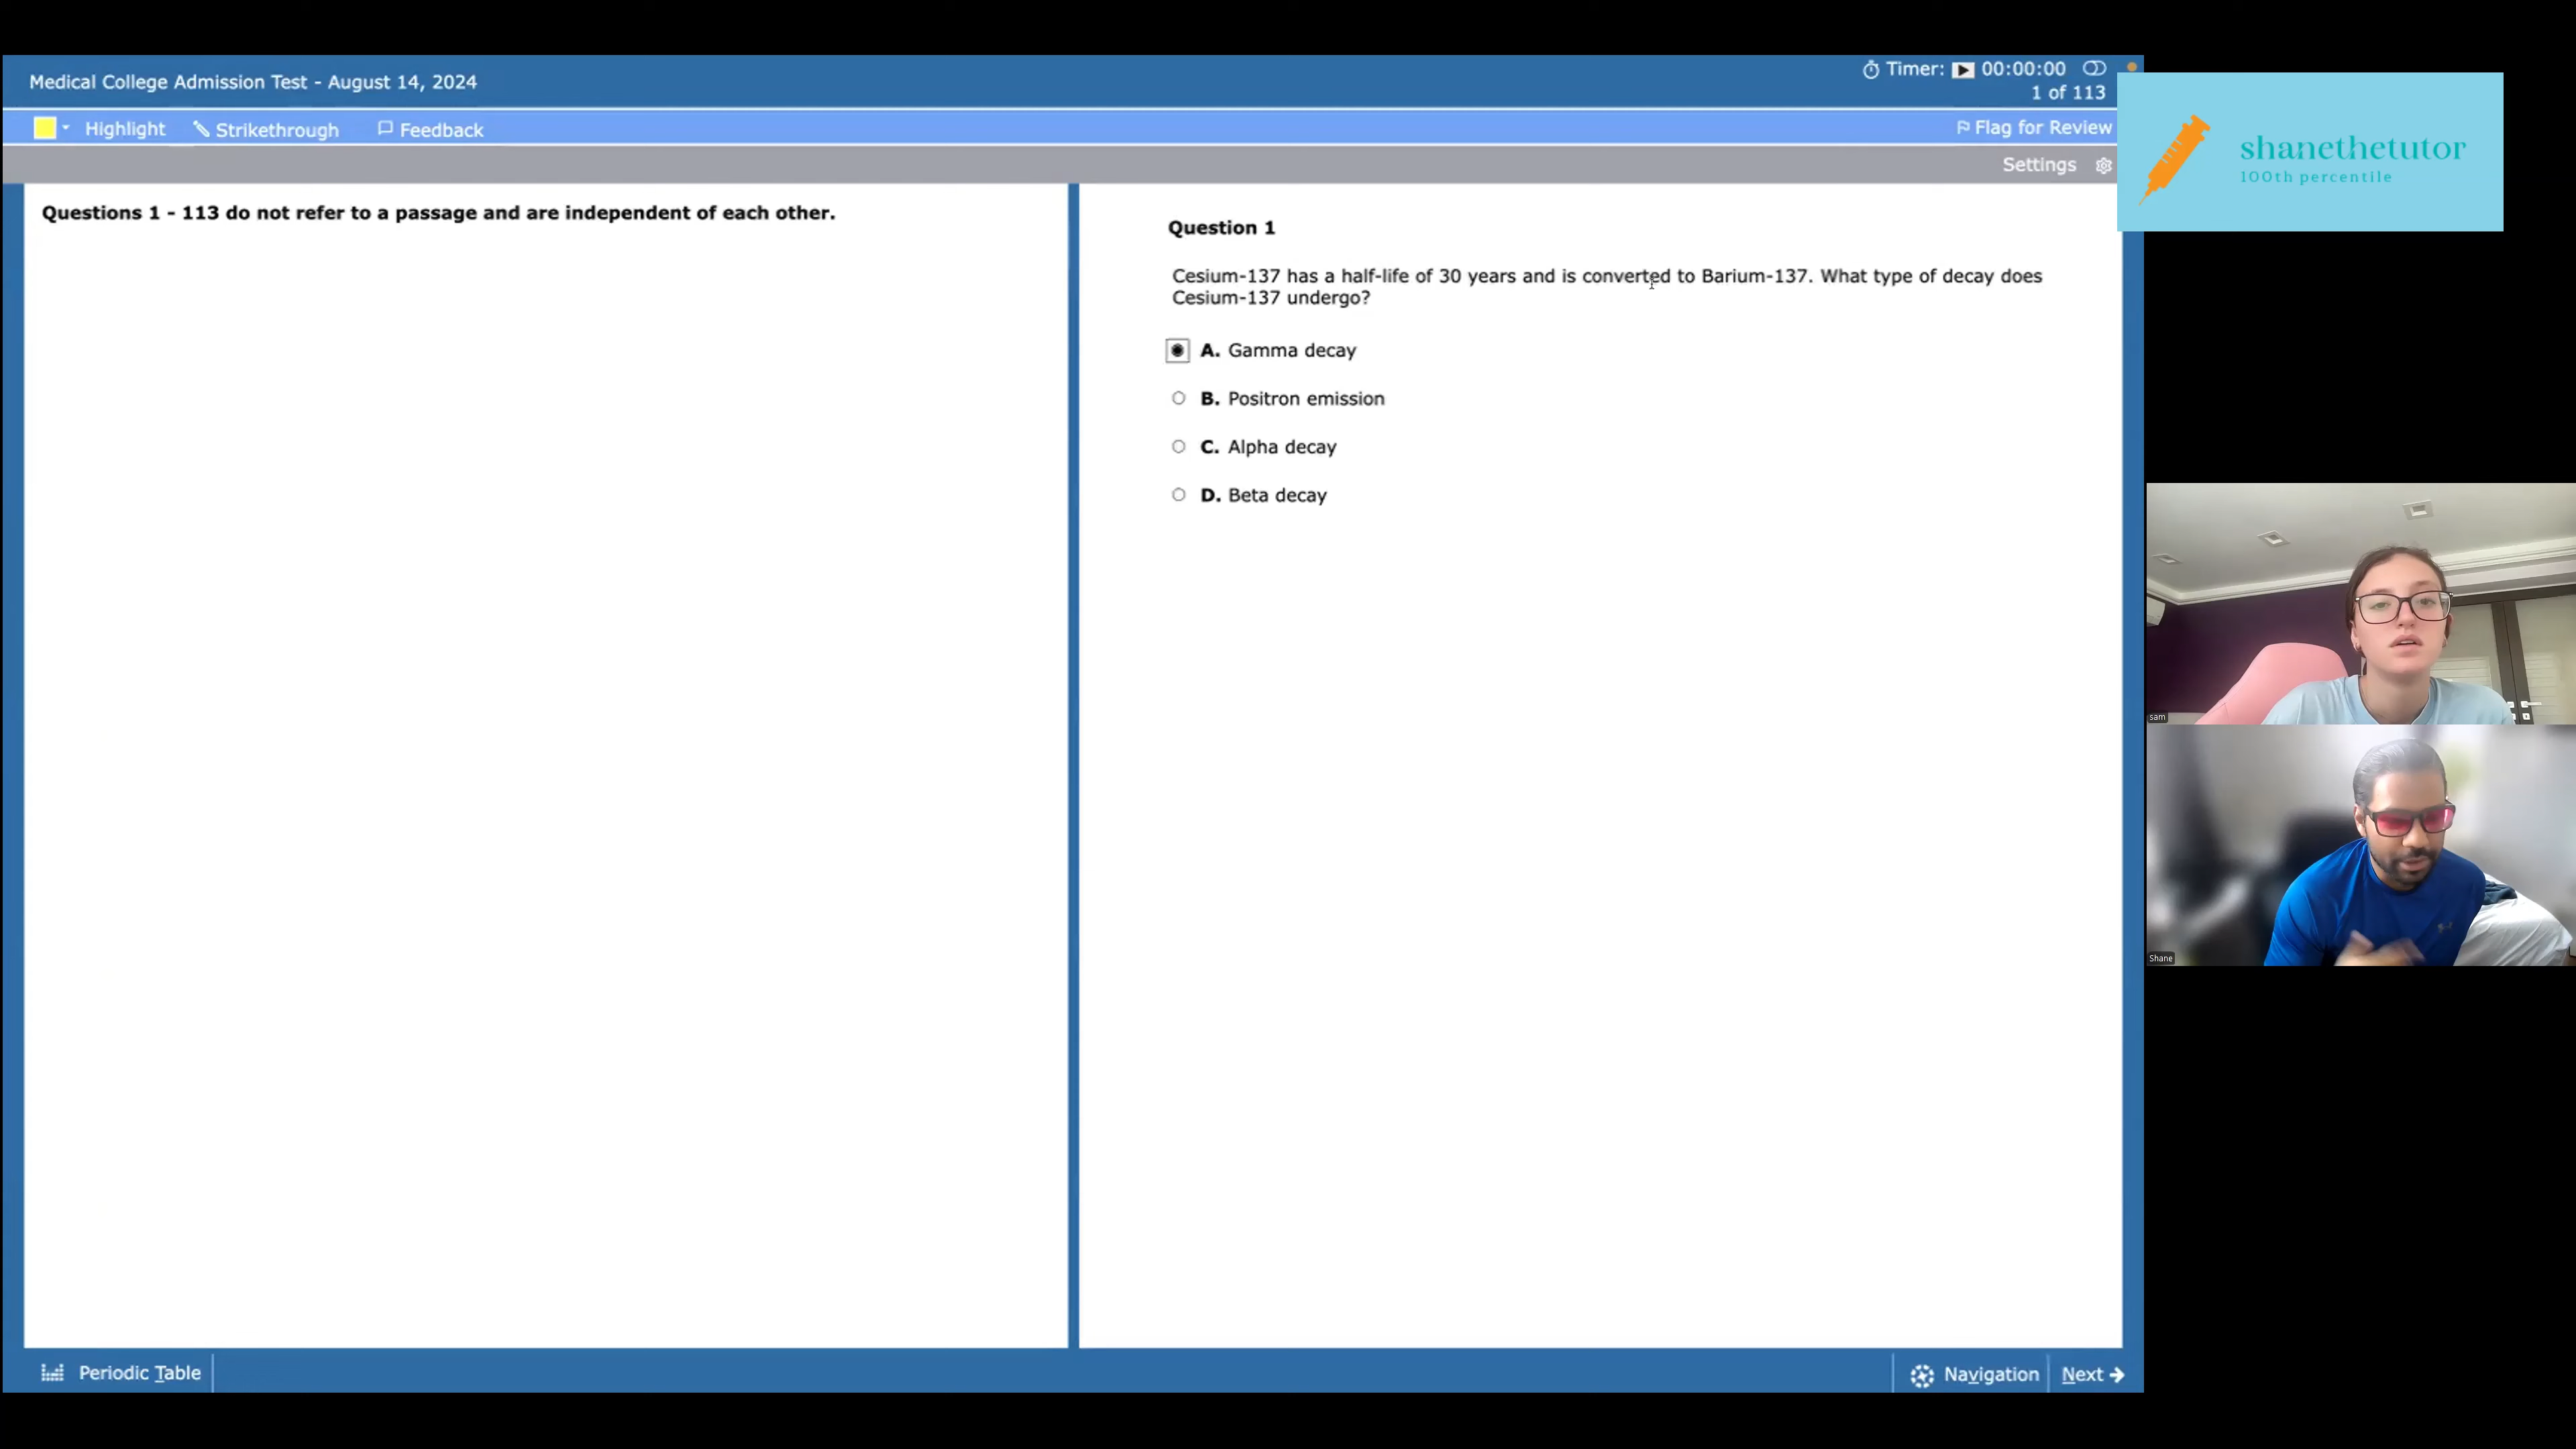 Medical College Admission Test - August 14, 2024
Timer: 00:00:00
1 of 113
Highlight Strikethrough Feedback
Flag for Review
Settings
shanethetutor
100th percentile
Questions 1 - 113 do not refer to a passage and are independent of each other.
Question 1
Cesium-137 has a half-life of 30 years and is converted to Barium-137. What type of decay does
Cesium-137 undergo?
A. Gamma decay
B. Positron emission
C. Alpha decay
D. Beta decay
sam
Shane
Periodic Table
Navigation
Next